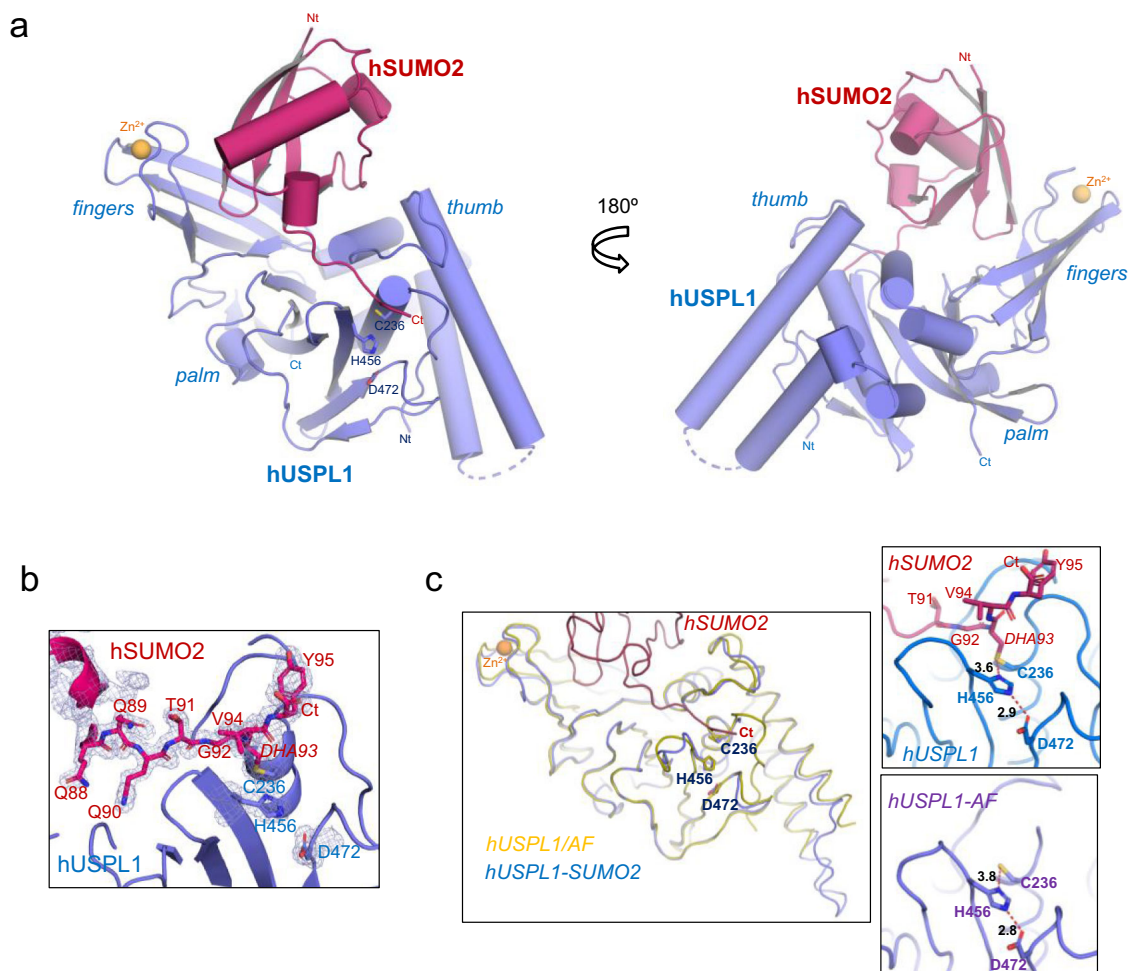 a
Nt
hSUMO2
Zn²⁺
fingers
thumb
C236
Ct
H456
Ct
palm
D472
Nt
hUSPL1
180º
Nt
hSUMO2
Zn²⁺
thumb
fingers
hUSPL1
palm
Nt
Ct
b
hSUMO2
Y95
Q89
T91
V94
Ct
G92
DHA93
Q88
C236
Q90
H456
hUSPL1
D472
c
hSUMO2
Zn²
Ct
C236
H456
D472
hUSPL1/AF
hUSPL1-SUMO2
hSUMO2
Ct
Y95
T91
V94
G92
DHA93
3.6
C236
H456
2.9
D472
hUSPL1
hUSPL1-AF
3.8
C236
H456
2.8
D472